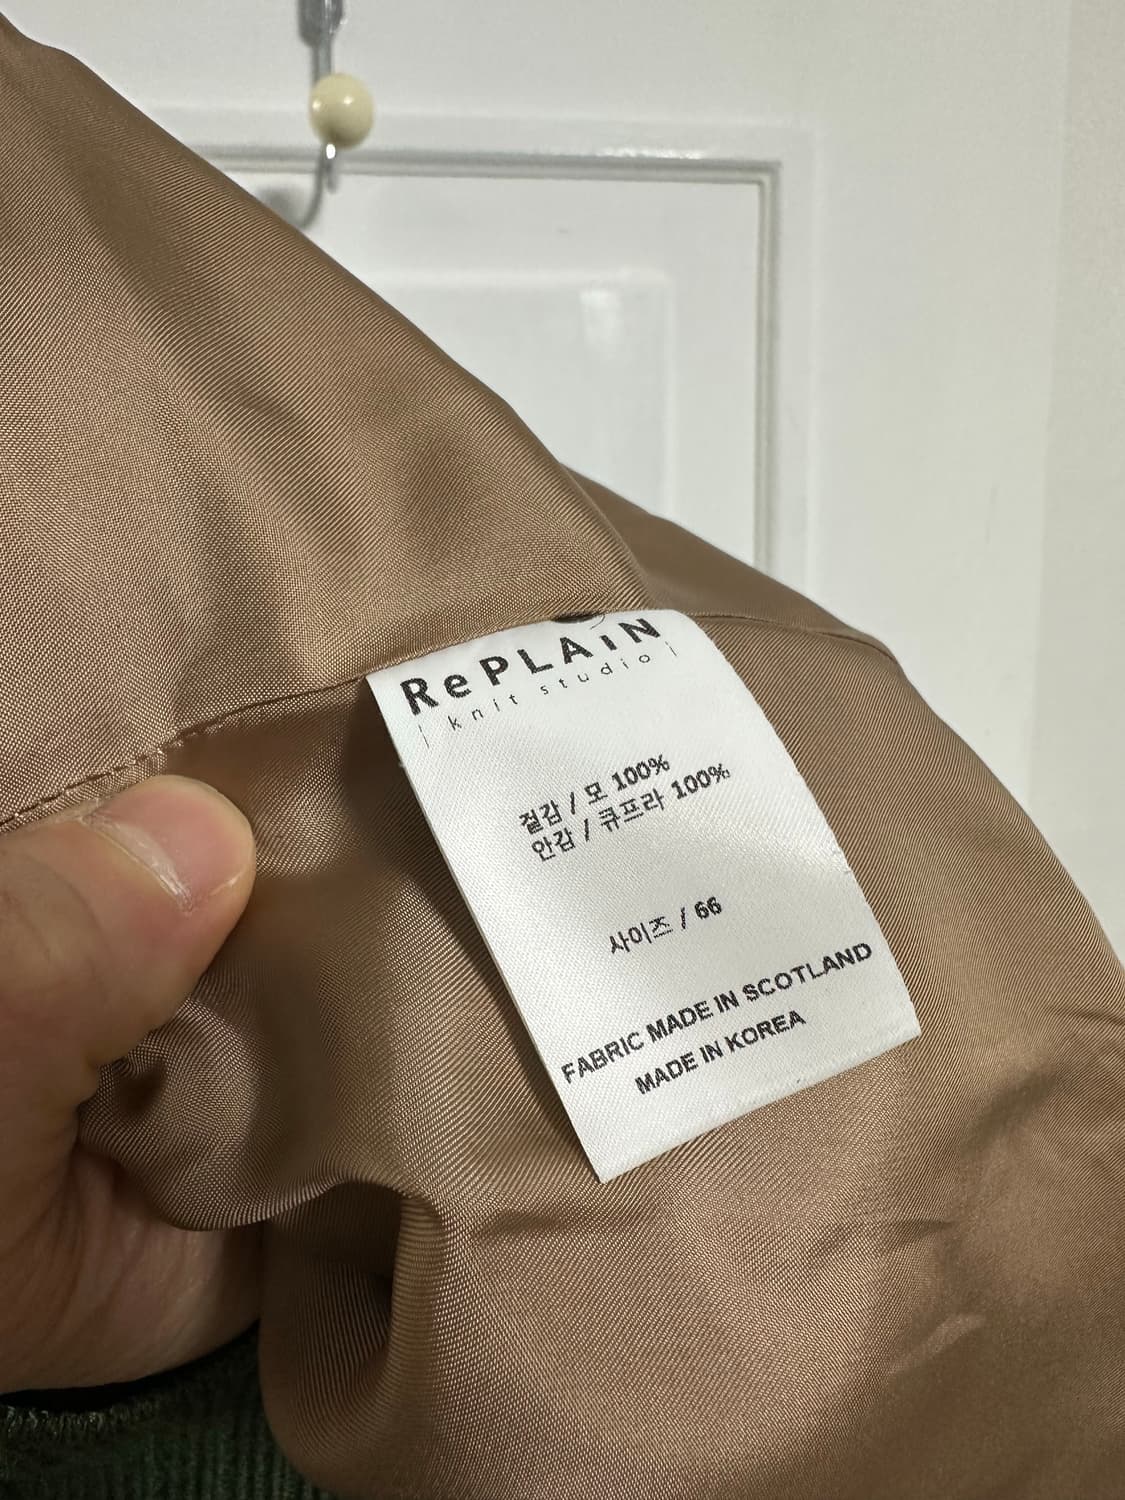 RePLAiN
| knit studio |
겉감 / 모 100%
안감 / 큐프라 100%
사이즈 / 66
FABRIC MADE IN SCOTLAND
MADE IN KOREA